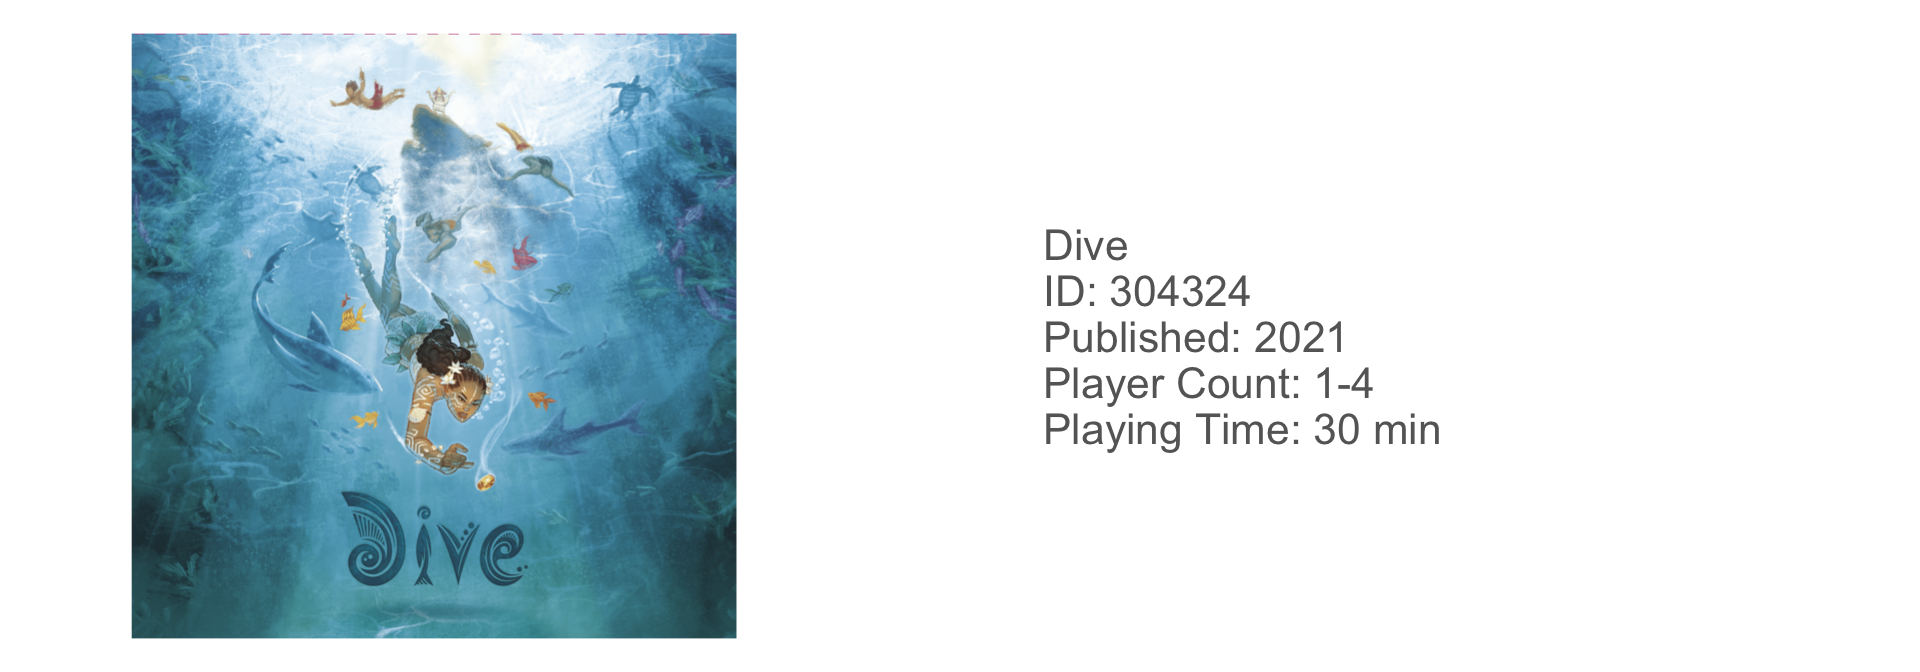 Dive
Dive
ID: 304324
Published: 2021
Player Count: 1-4
Playing Time: 30 min